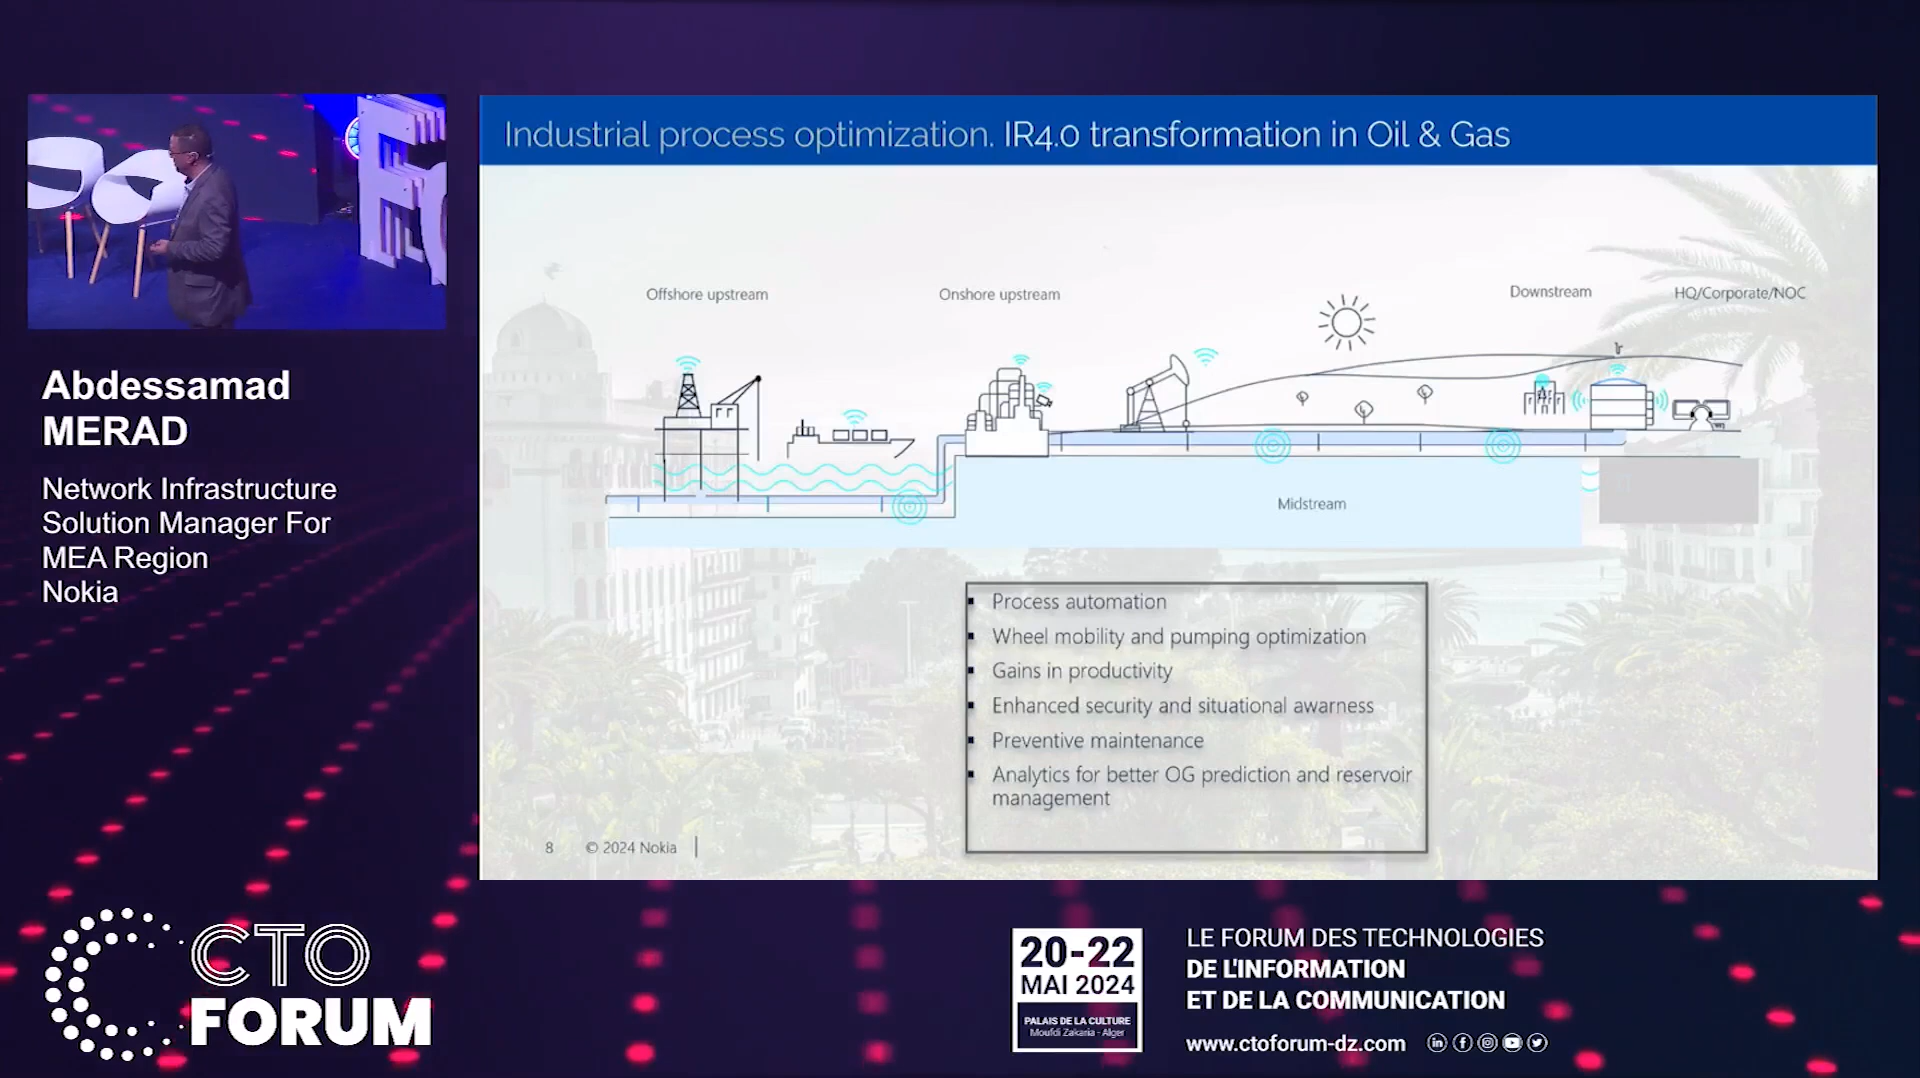 Industrial process optimization. IR4.0 transformation in Oil & Gas
Offshore upstream
Onshore upstream
Downstream
HQ/Corporate/NOC
Midstream
Process automation
Wheel mobility and pumping optimization
Gains in productivity
Enhanced security and situational awarness
Preventive maintenance
Analytics for better OG prediction and reservoir
management
8 © 2024 Nokia
Abdessamad
MERAD
Network Infrastructure
Solution Manager For
MEA Region
Nokia
CTO
FORUM
20-22
MAI 2024
PALAIS DE LA CULTURE
Moufdi Zakaria - Alger
LE FORUM DES TECHNOLOGIES
DE L'INFORMATION
ET DE LA COMMUNICATION
www.ctoforum-dz.com